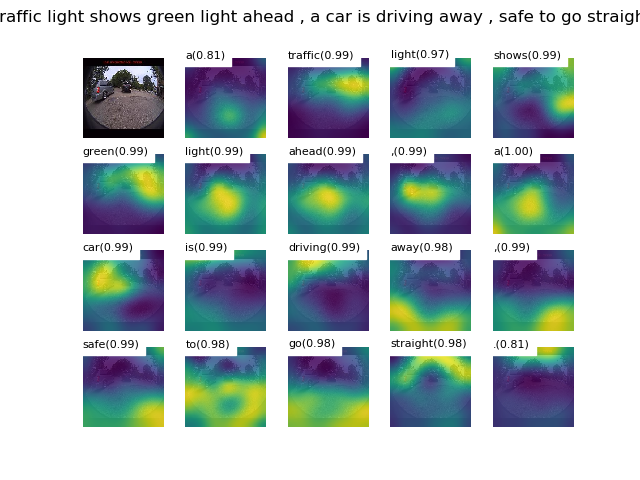 raffic light shows green light ahead , a car is driving away , safe to go straigh
a(0.81)
traffic(0.99)
light(0.97)
shows(0.99)
green(0.99)
light(0.99)
ahead(0.99)
,(0.99)
a(1.00)
car(0.99)
is(0.99)
driving(0.99)
away(0.98)
,(0.99)
safe(0.99)
to(0.98)
go(0.98)
straight(0.98)
.(0.81)